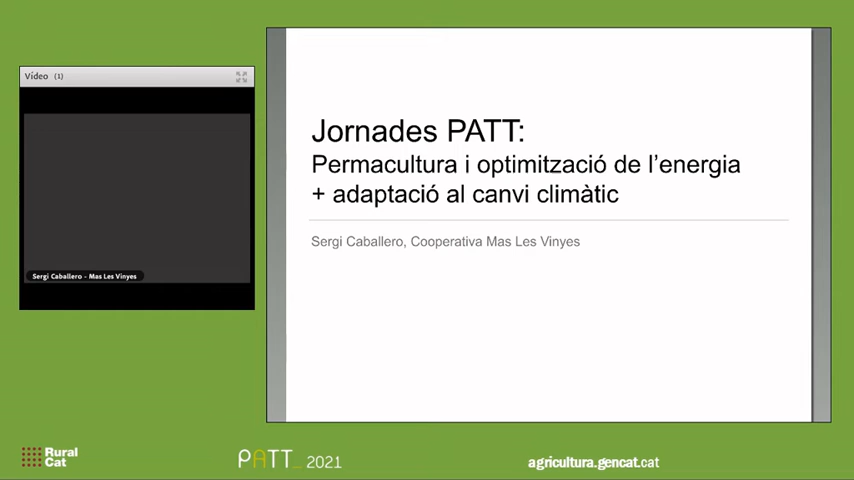 Vídeo (1)
Sergi Caballero - Mas Les Vinyes
Jornades PATT:
Permacultura i optimització de l'energia
+ adaptació al canvi climàtic
Sergi Caballero, Cooperativa Mas Les Vinyes
Rural
Cat
PATT_ 2021
agricultura.gencat.cat